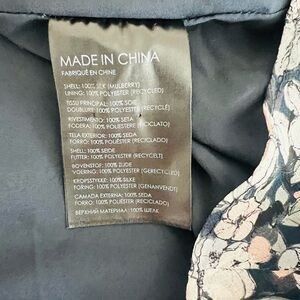 MADE IN CHINA
FABRIQUÉ EN CHINE
SHELL: 100% SILK (MULBERRY)
LINING: 100% POLYESTER (RECYCLED)
TISSU PRINCIPAL: 100% SOIE
DOUBLURE: 100% POLYESTER (RECYCLÉ)
RIVESTIMENTO: 100% SETA
FODERA: 100% POLIESTERE (RICICLATO)
TELA EXTERIOR: 100% SEDA
FORRO: 100% POLIÉSTER (RECICLADO)
SHELL: 100% SEIDE
FUTTER: 100% POLYESTER (RECYCELT)
BOVENSTOF: 100% ZIJDE
VOERING: 100% POLYESTER (GERECYCLED)
KROPSSTYKKE: 100% SILKE
FORING: 100% POLYESTER (GENANVENDT)
CAMADA EXTERNA: 100% SEDA
FORRO: 100% POLIÉSTER (RECICLADO)
ВЕРХНИЙ МАТЕРИАЛ: 100% ШЕЛК